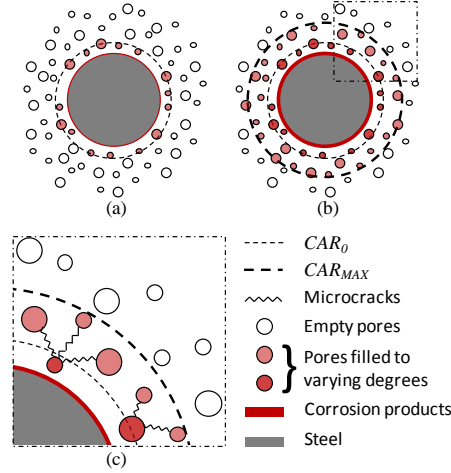 (a)
(b)
CAR0
CARMAX
Microcracks
Empty pores
Pores filled to
varying degrees
Corrosion products
Steel
(c)